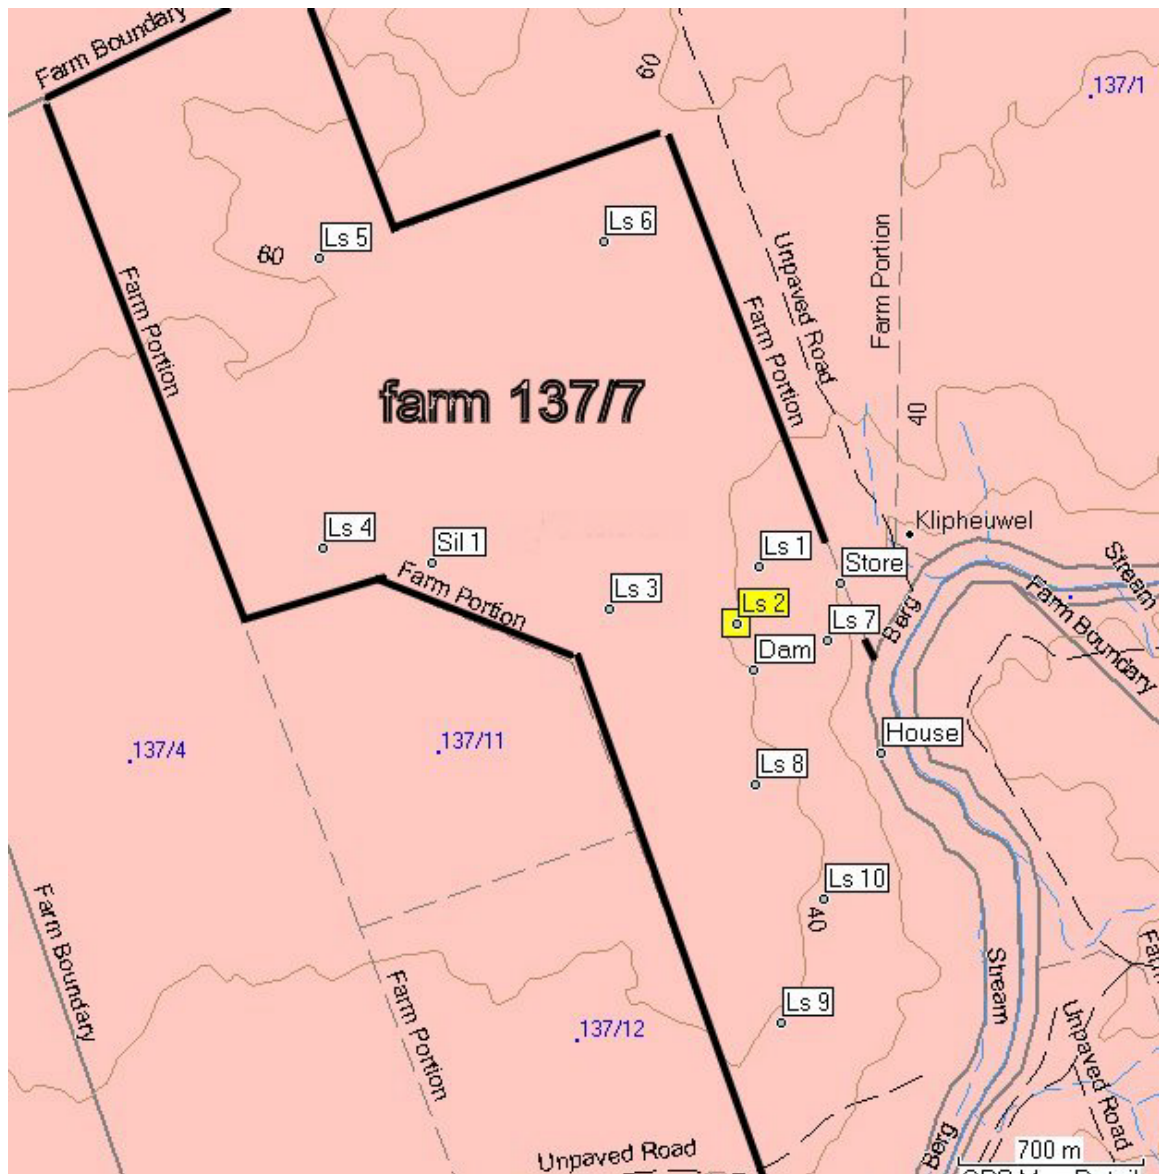 Farm Boundary
60
137/1
Ls 5
Ls 6
60
Farm Portion
Unpaved Road
Farm Portion
Farm Portion
farm 137/7
40
Klipheuwel
Ls 4
Sil 1
Ls 1
Store
Stream
Farm Portion
Ls 3
Ls 2
Ls 7
Berg
Farm Boundary
Dam
137/4
137/11
House
Ls 8
Ls 10
40
Farm Boundary
Farm Portion
Stream
Ls 9
137/12
Unpaved Road
Unpaved Road
Berg
700 m